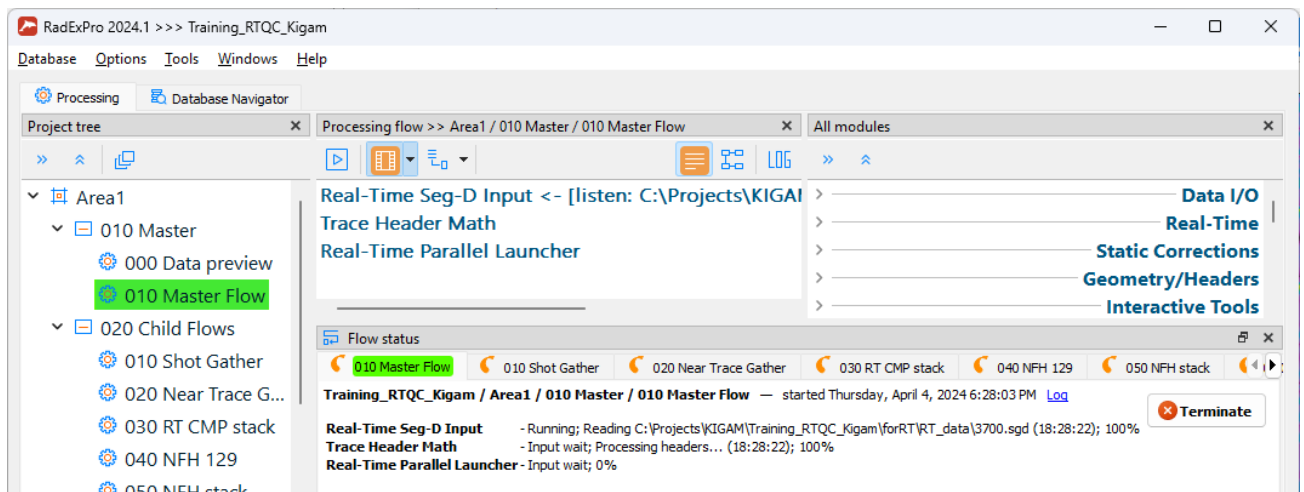 RadExPro 2024.1 >>> Training_RTQC_Kigam
Database Options Tools Windows Help
Processing Database Navigator
Project tree
Area1
010 Master
000 Data preview
010 Master Flow
020 Child Flows
010 Shot Gather
020 Near Trace G...
030 RT CMP stack
040 NFH 129
050 NFH stack
Processing flow >> Area1 / 010 Master / 010 Master Flow
LOG
Real-Time Seg-D Input <- [listen: C:\Projects\KIGAM
Trace Header Math
Real-Time Parallel Launcher
All modules
Data I/O
Real-Time
Static Corrections
Geometry/Headers
Interactive Tools
Flow status
010 Master Flow 010 Shot Gather 020 Near Trace Gather 030 RT CMP stack 040 NFH 129 050 NFH stack
Training_RTQC_Kigam / Area1 / 010 Master / 010 Master Flow — started Thursday, April 4, 2024 6:28:03 PM Log
Terminate
Real-Time Seg-D Input - Running; Reading C:\Projects\KIGAM\Training_RTQC_Kigam\forRT\RT_data\3700.sgd (18:28:22); 100%
Trace Header Math - Input wait; Processing headers... (18:28:22); 100%
Real-Time Parallel Launcher - Input wait; 0%